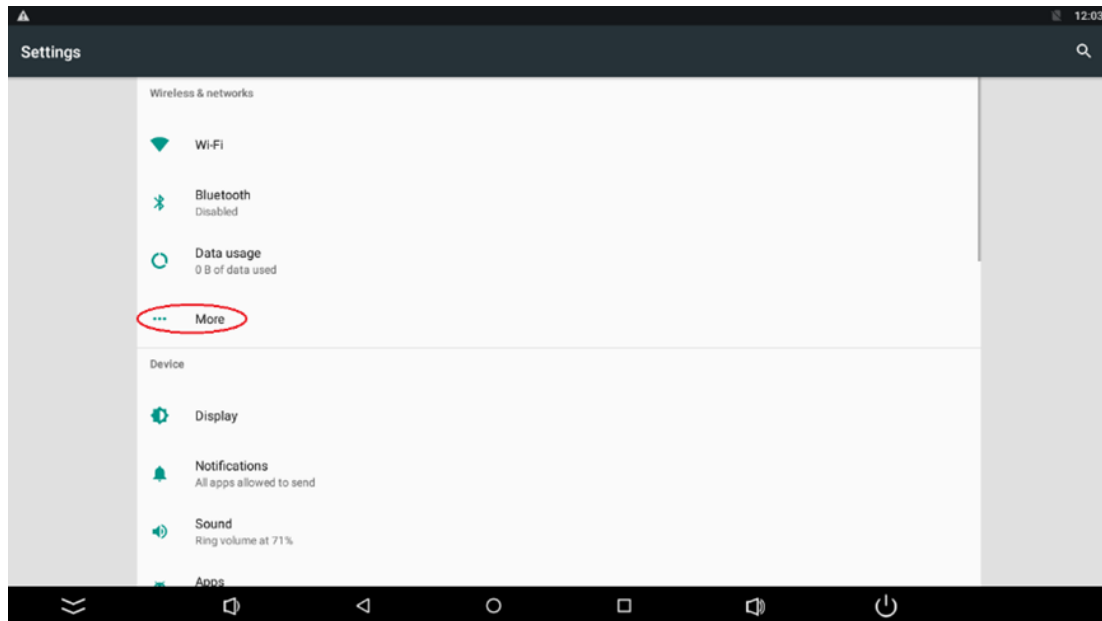 12:03
Settings
Wireless & networks
Wi-Fi
Bluetooth
Disabled
Data usage
0 B of data used
More
Device
Display
Notifications
All apps allowed to send
Sound
Ring volume at 71%
Apps